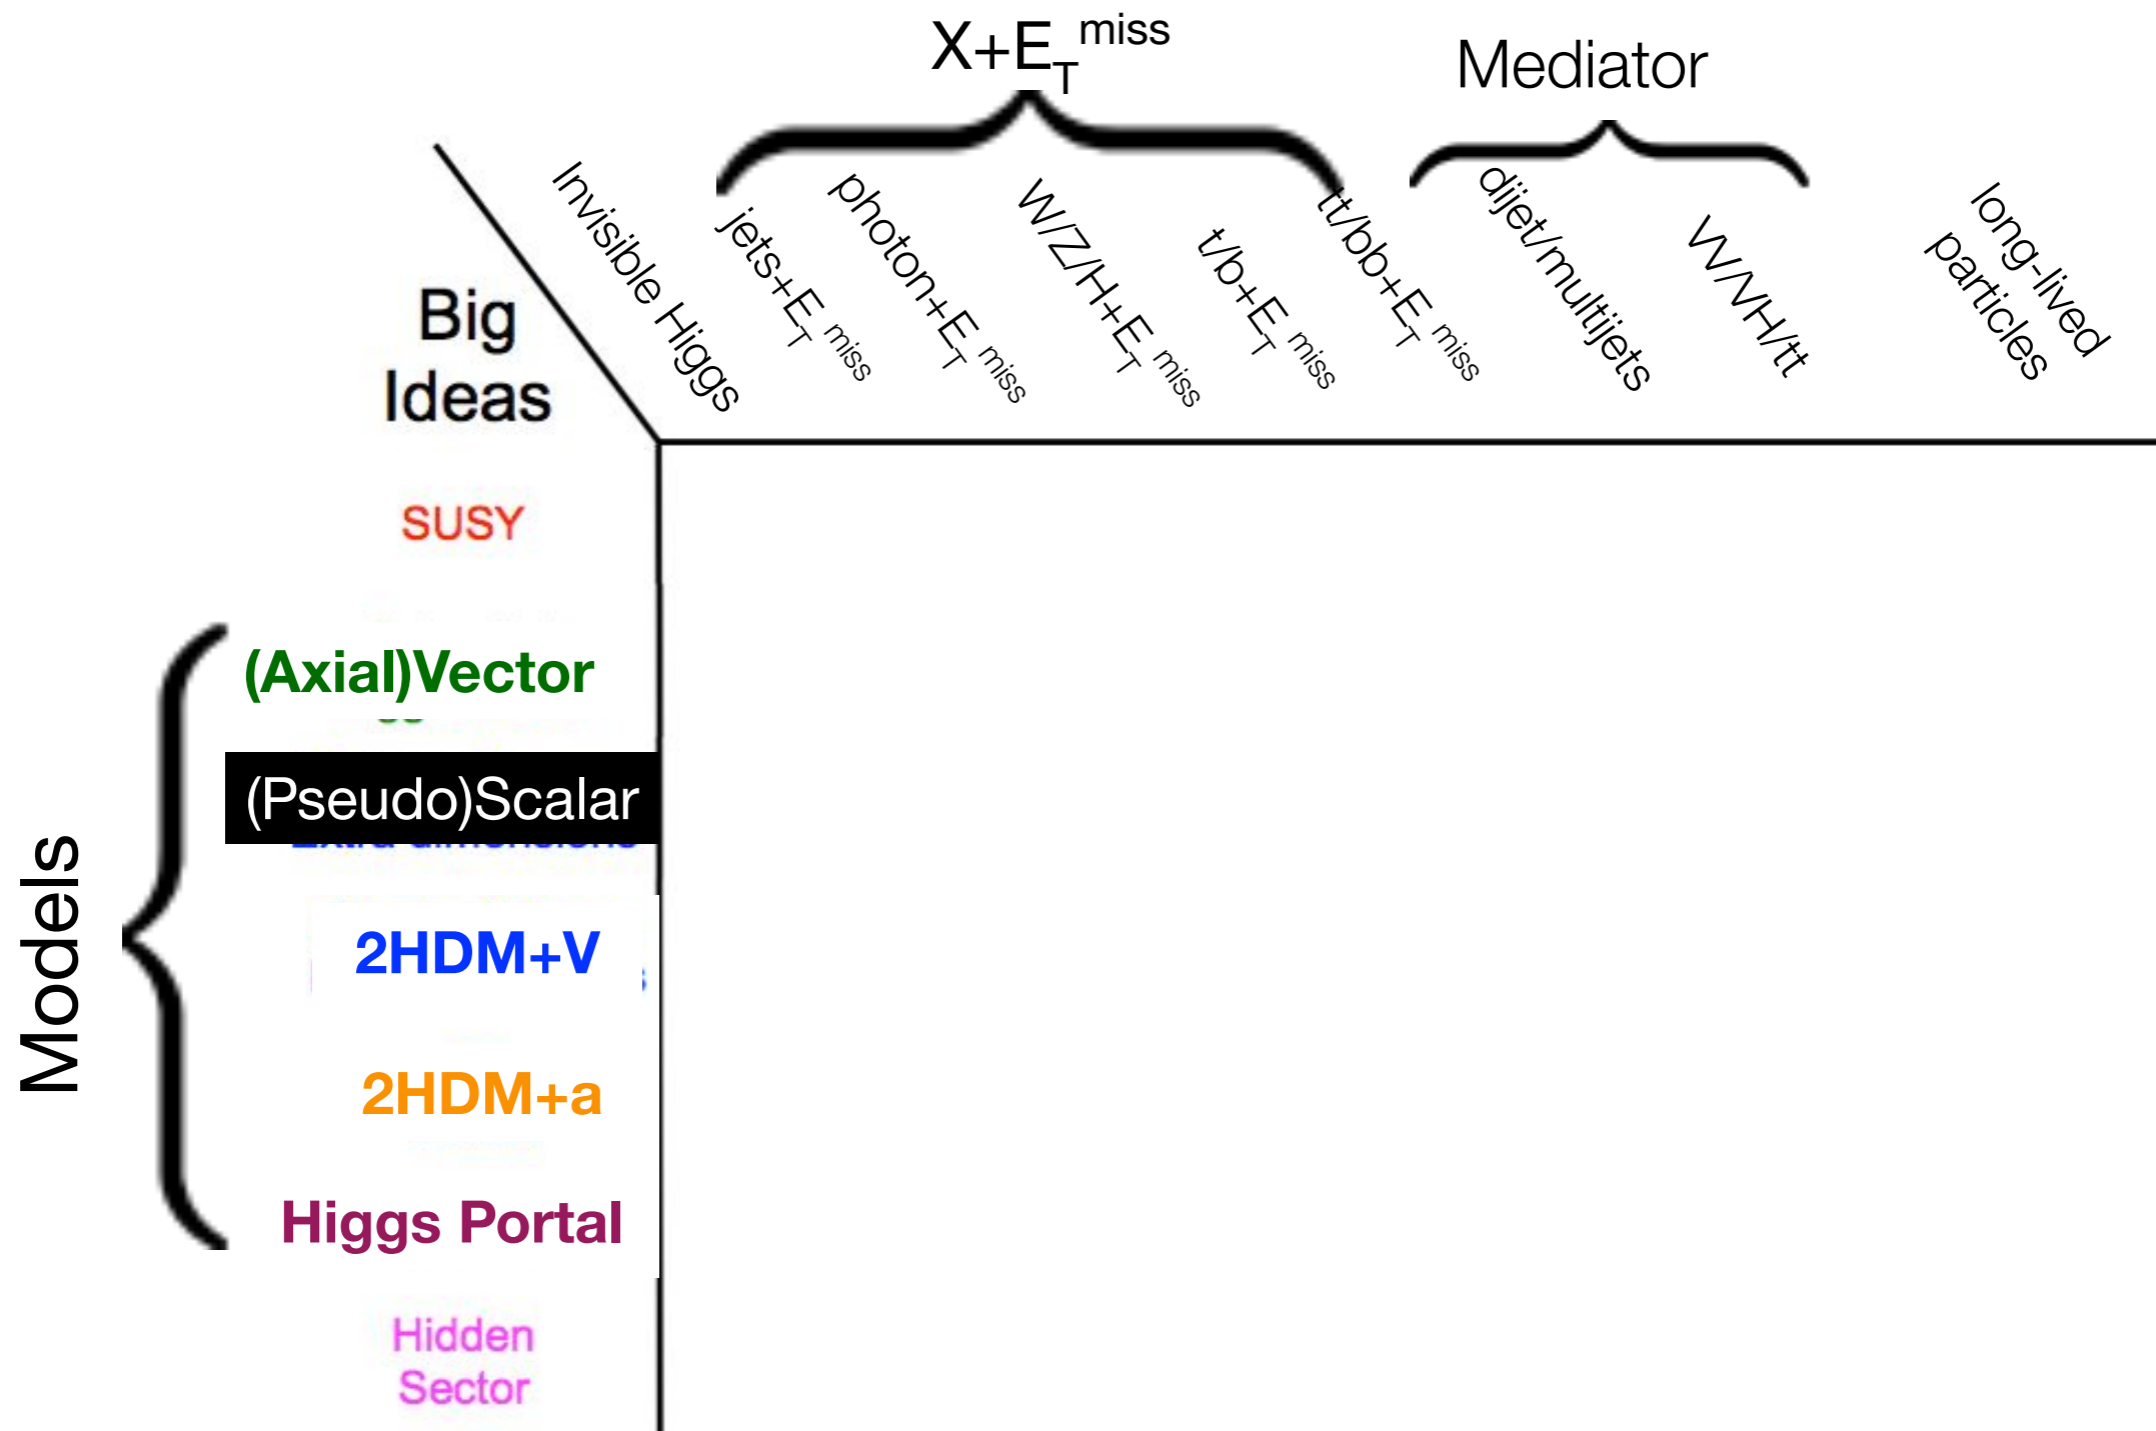 X+E_T^miss
Mediator
Invisible Higgs
jets+E_T^miss
photon+E_T^miss
W/Z/H+E_T^miss
t/b+E_T^miss
tt/bb+E_T^miss
dijet/multijets
VV/VH/tt
long-lived
particles
Big
Ideas
SUSY
Models
(Axial)Vector
(Pseudo)Scalar
2HDM+V
2HDM+a
Higgs Portal
Hidden
Sector